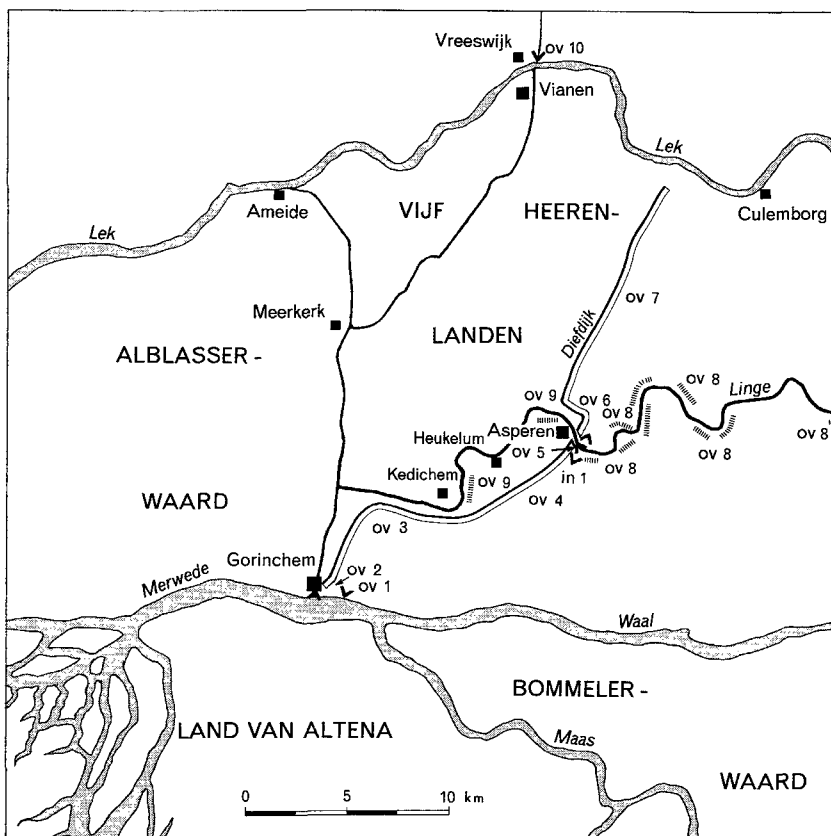 Vreeswijk
ov 10
Vianen
Lek
Ameide
VIJF
HEEREN-
Culemborg
Lek
ov 7
Meerkerk
LANDEN
Diefdijk
ALBLASSER-
ov 9
ov 6
ov 8
ov 8
Linge
Asperen
ov 8
ov 8
ov 8
Heukelum
ov 5
ov 8
Kedichem
ov 9
in 1
ov 4
WAARD
ov 3
Gorinchem
ov 2
ov 1
Merwede
Waal
BOMMELER-
LAND VAN ALTENA
Maas
WAARD
0 5 10 km